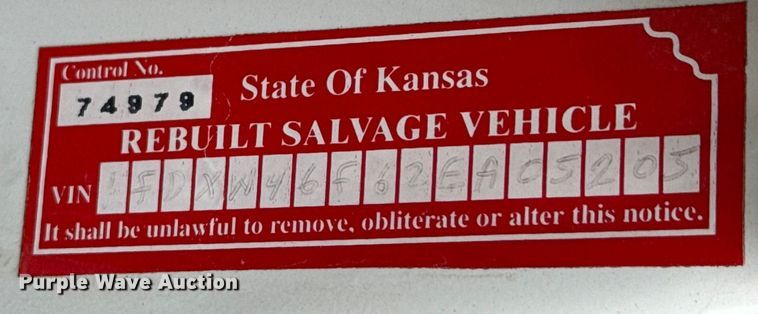 Control No.
74979
State Of Kansas
REBUILT SALVAGE VEHICLE
VIN 1FDXW46F62EA05205
It shall be unlawful to remove, obliterate or alter this notice.
Purple Wave Auction